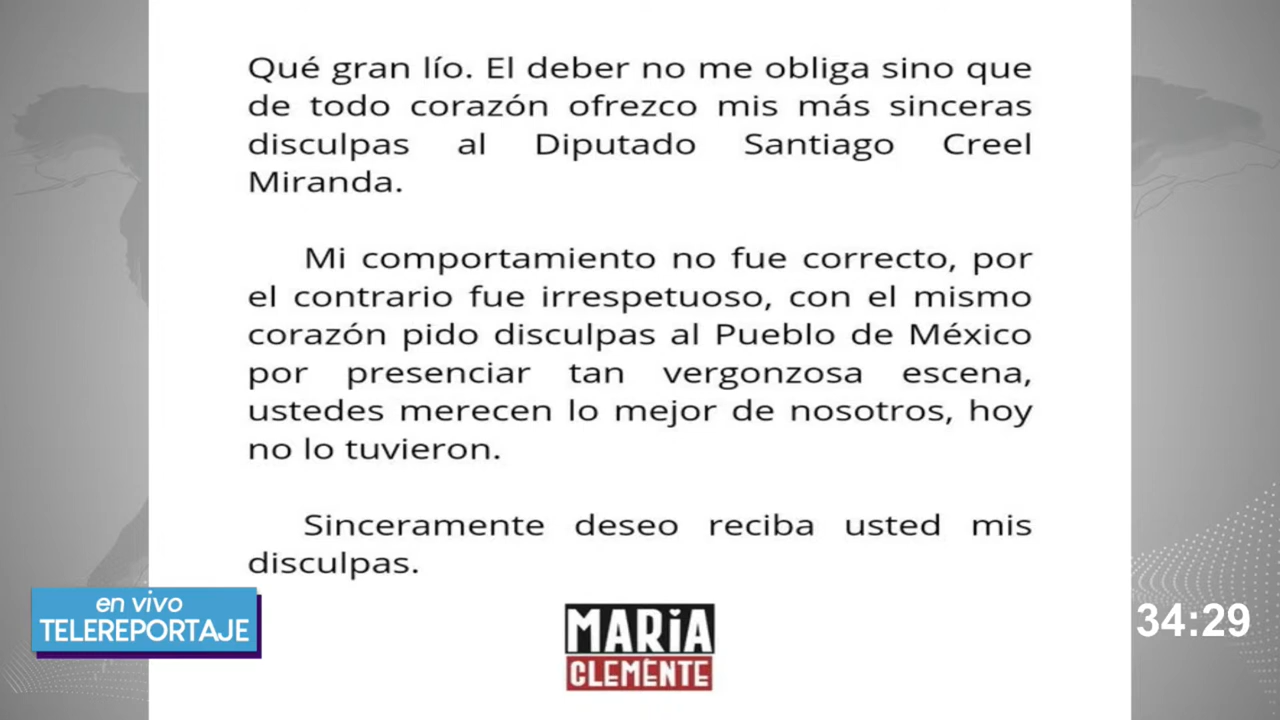 Qué gran lío. El deber no me obliga sino que
de todo corazón ofrezco mis más sinceras
disculpas al Diputado Santiago Creel
Miranda.
Mi comportamiento no fue correcto, por
el contrario fue irrespetuoso, con el mismo
corazón pido disculpas al Pueblo de México
por presenciar tan vergonzosa escena,
ustedes merecen lo mejor de nosotros, hoy
no lo tuvieron.
Sinceramente deseo reciba usted mis
disculpas.
en vivo
TELEREPORTAJE
34:29
MARiA
CLEMENTE